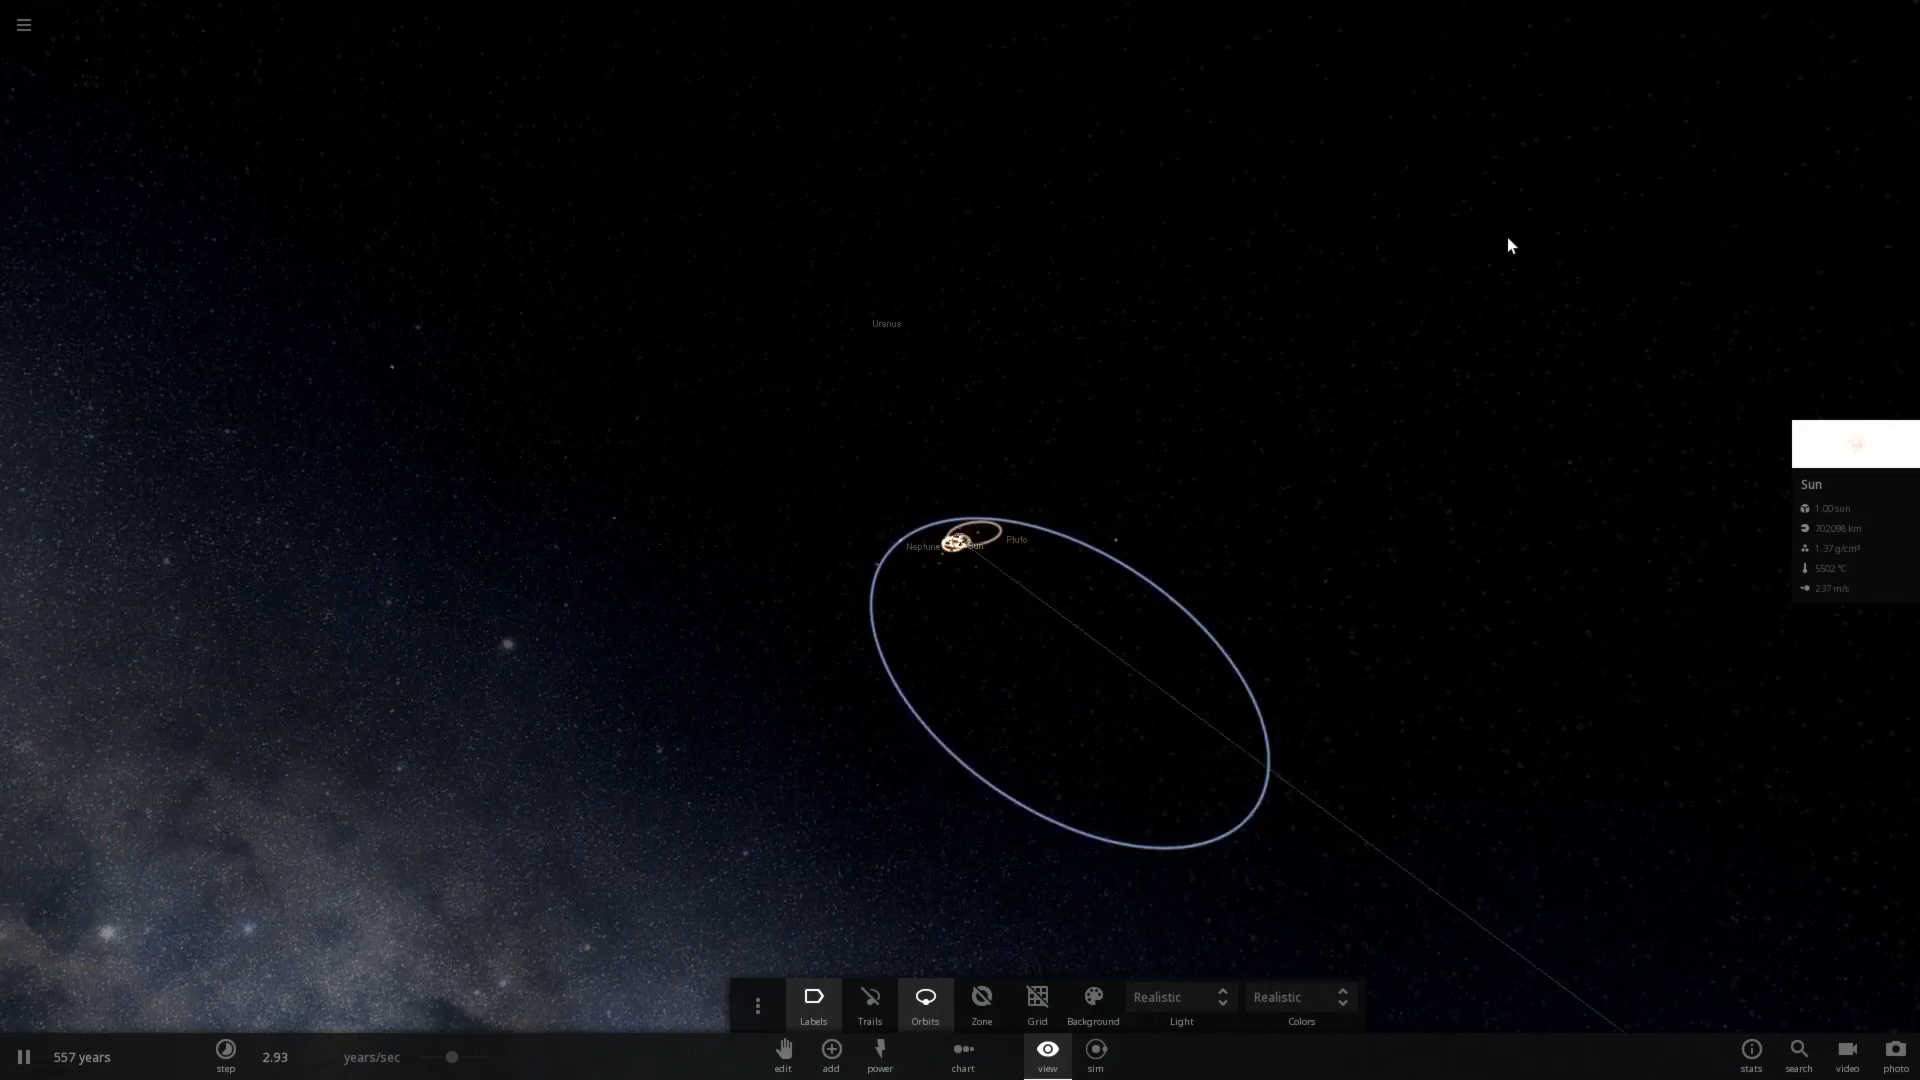 Uranus
Neptune
Sun
Pluto
Sun
1.00 sun
702098 km
1.37 g/cm³
5502 °C
237 m/s
Realistic
Realistic
Labels
Trails
Orbits
Zone
Grid
Background
Light
Colors
557 years
2.93
years/sec
step
edit
add
power
chart
view
sim
stats
search
video
photo